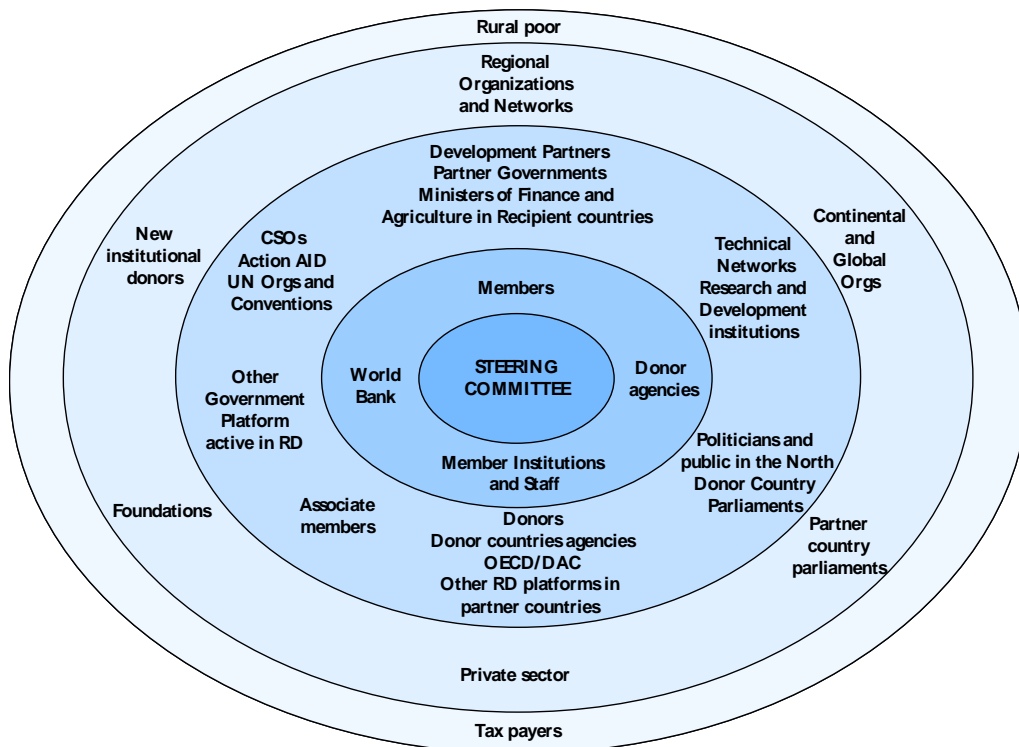 Rural poor
Regional
Organizations
and Networks
Development Partners
Partner Governments
Ministers of Finance and
Agriculture in Recipient countries
New
institutional
donors
CSOs
Action AID
UN Orgs and
Conventions
Technical
Networks
Research and
Development
institutions
Continental
and
Global
Orgs
Members
World
Bank
STEERING
COMMITTEE
Donor
agencies
Other
Government
Platform
active in RD
Member Institutions
and Staff
Politicians and
public in the North
Donor Country
Parliaments
Foundations
Associate
members
Donors
Donor countries agencies
OECD/DAC
Other RD platforms in
partner countries
Partner
country
parliaments
Private sector
Tax payers